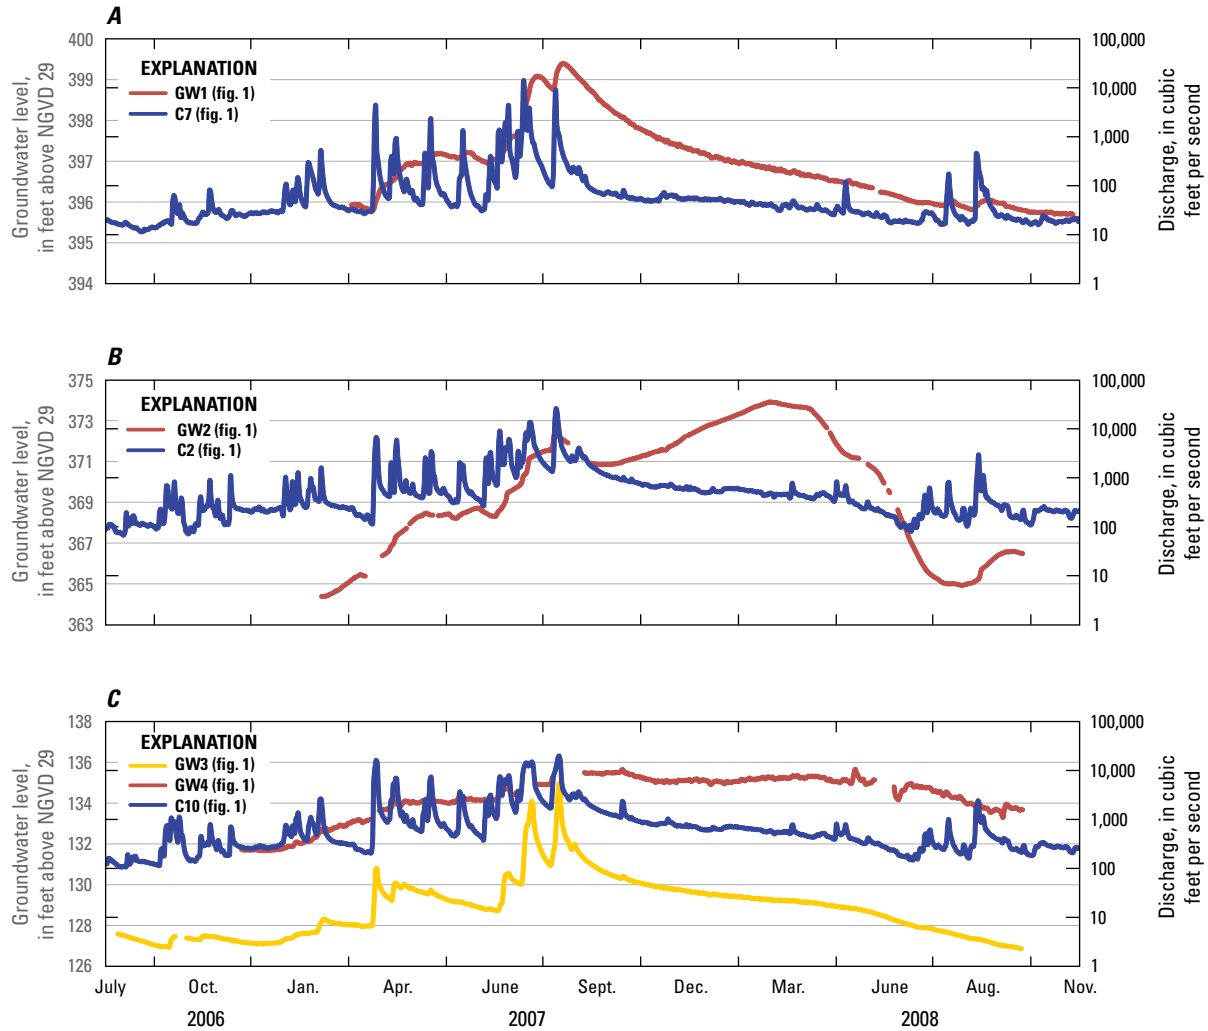 A
Groundwater level,
in feet above NGVD 29
400
399
398
397
396
395
394
EXPLANATION
GW1 (fig. 1)
C7 (fig. 1)
100,000
10,000
1,000
100
10
1
Discharge, in cubic
feet per second
B
Groundwater level,
in feet above NGVD 29
375
373
371
369
367
365
363
EXPLANATION
GW2 (fig. 1)
C2 (fig. 1)
100,000
10,000
1,000
100
10
1
Discharge, in cubic
feet per second
C
Groundwater level,
in feet above NGVD 29
138
136
134
132
130
128
126
EXPLANATION
GW3 (fig. 1)
GW4 (fig. 1)
C10 (fig. 1)
100,000
10,000
1,000
100
10
1
Discharge, in cubic
feet per second
July Oct. Jan. Apr. June Sept. Dec. Mar. June Aug. Nov.
2006 2007 2008